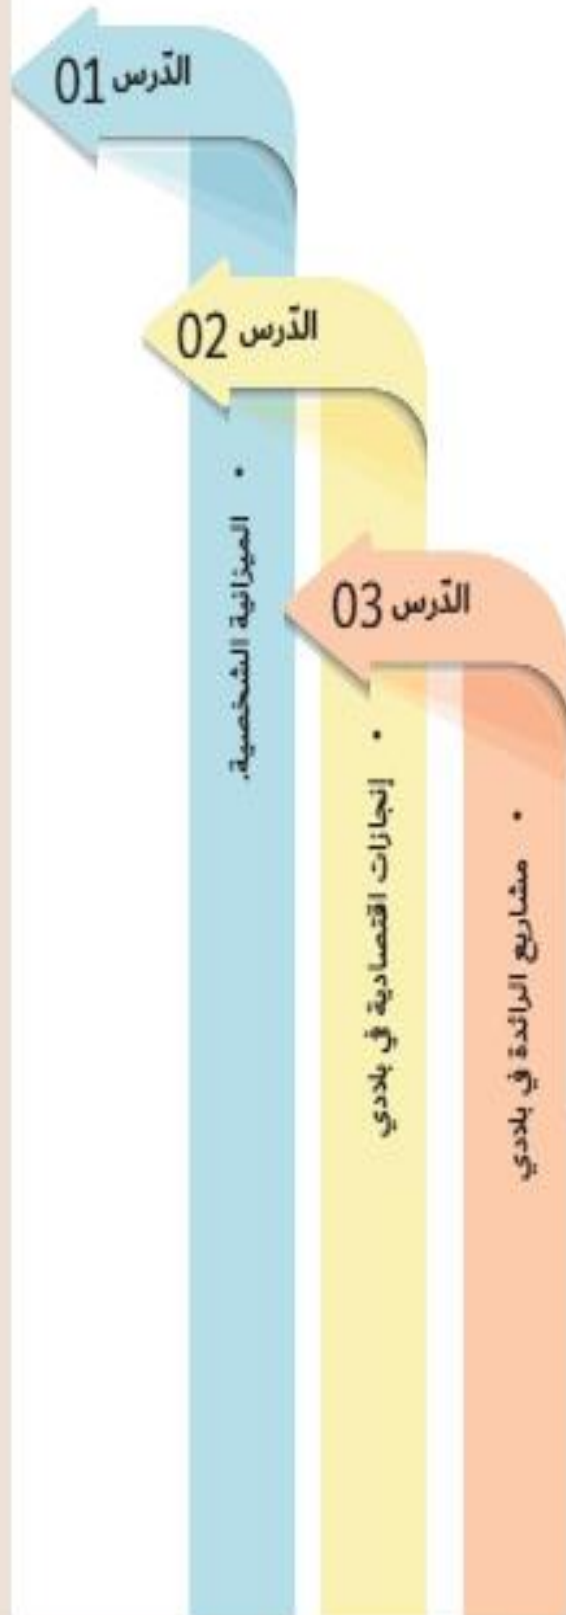 الدّرس 01
• الميزانية الشخصية.
الدّرس 02
• إنجازات اقتصادية في بلادي
الدّرس 03
• مشاريع الرائدة في بلادي